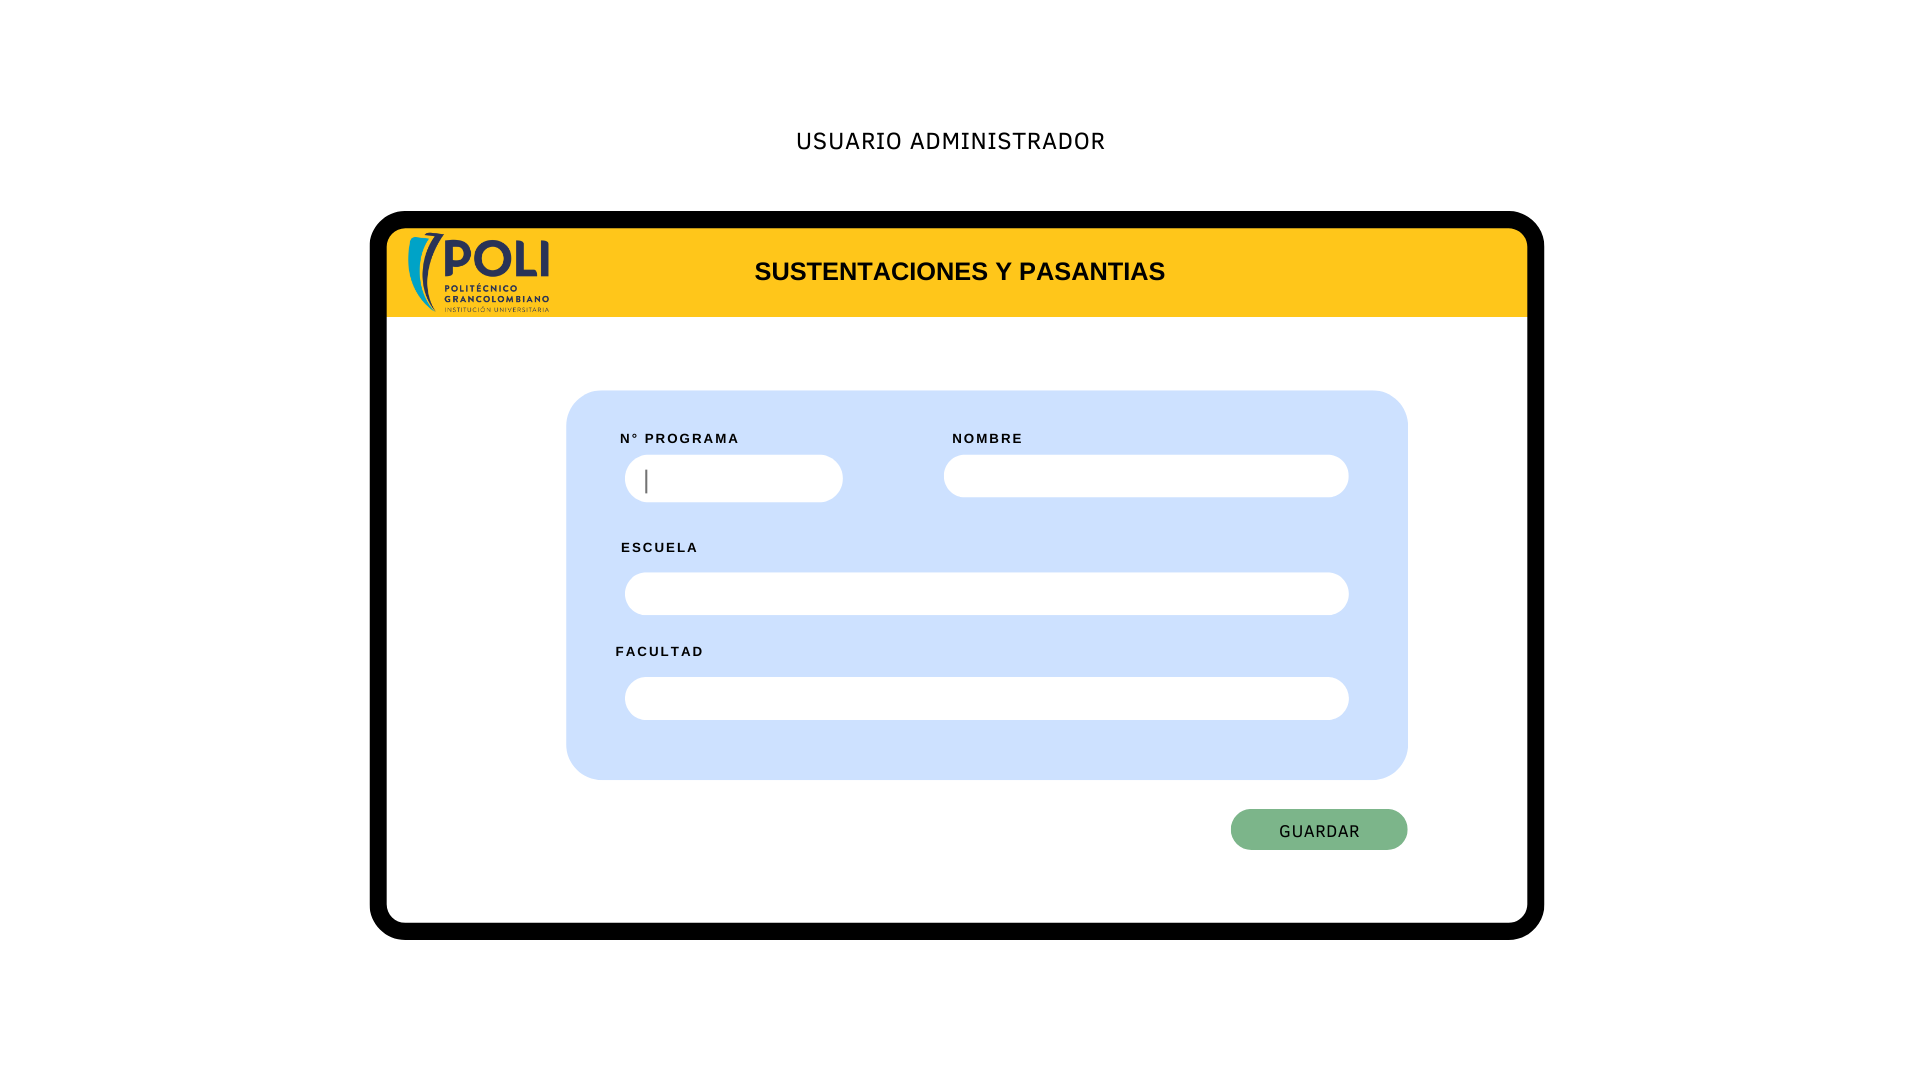 USUARIO ADMINISTRADOR
POLI
POLITÉCNICO
GRANCOLOMBIANO
INSTITUCIÓN UNIVERSITARIA
SUSTENTACIONES Y PASANTIAS
N° PROGRAMA
NOMBRE
ESCUELA
FACULTAD
GUARDAR